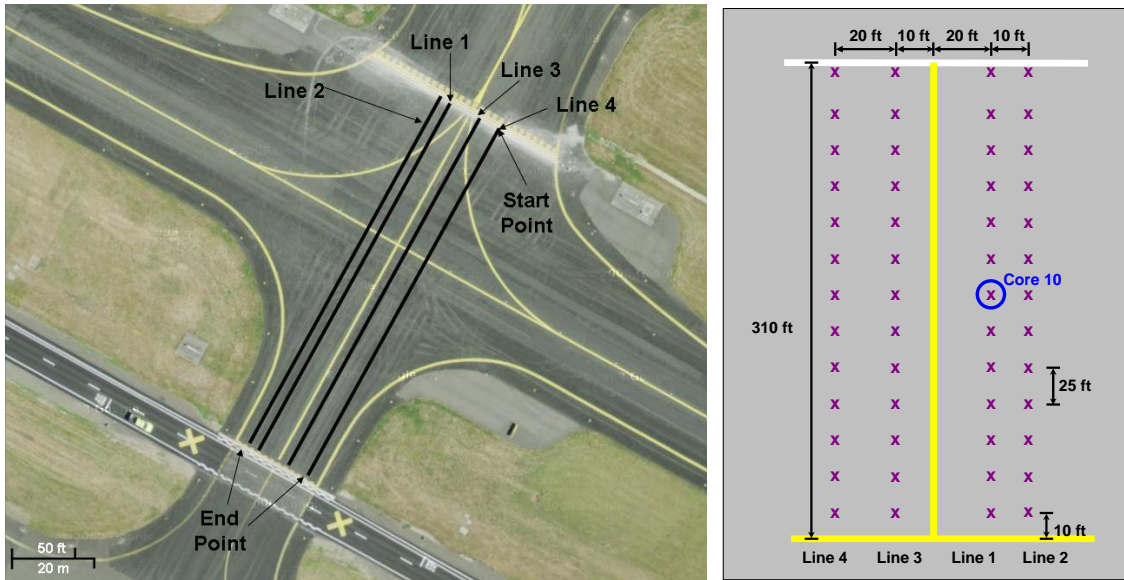 Line 1
Line 2
Line 3
Line 4
Start
Point
End
Point
50 ft
20 m
20 ft 10 ft 20 ft 10 ft
x x x x
x x x x
x x x x
x x x x
x x x x
x x x x
Core 10
x x x x
310 ft
x x x x
x x x x
25 ft
x x x x
x x x x
x x x x
x x x x
10 ft
Line 4 Line 3 Line 1 Line 2